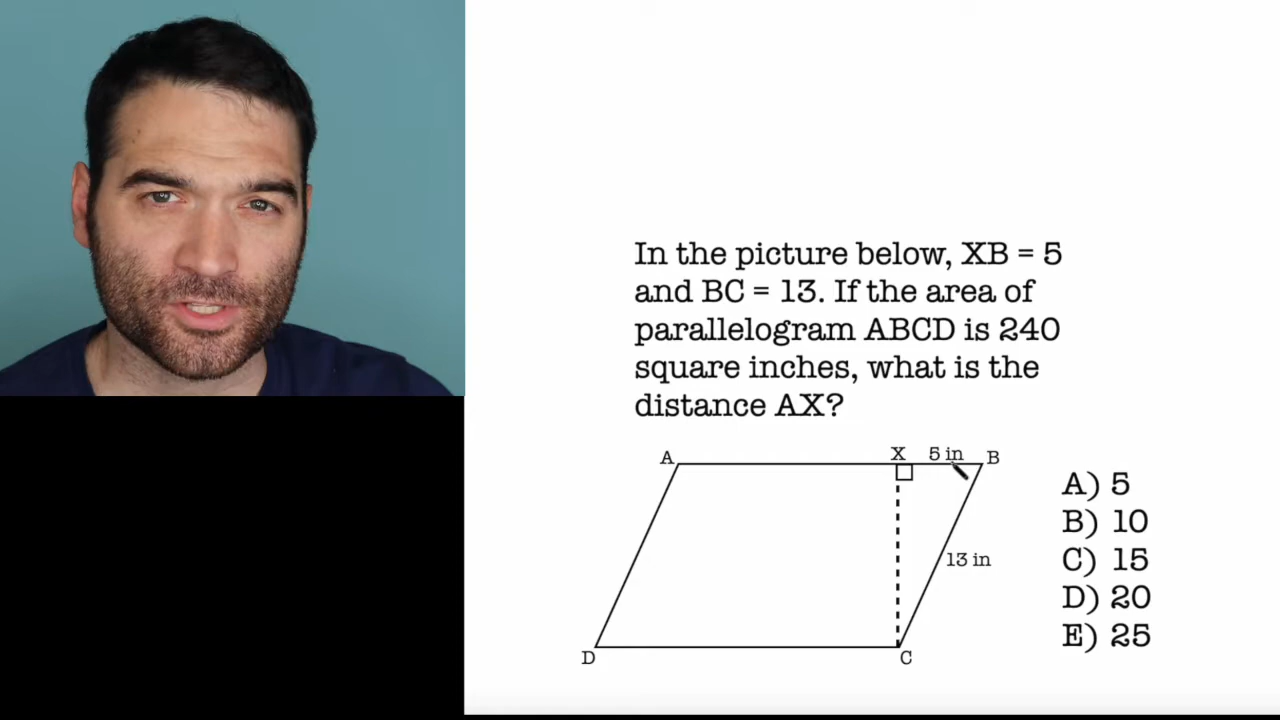 In the picture below, XB = 5
and BC = 13. If the area of
parallelogram ABCD is 240
square inches, what is the
distance AX?
A
X
5 in
B
13 in
D
C
A) 5
B) 10
C) 15
D) 20
E) 25